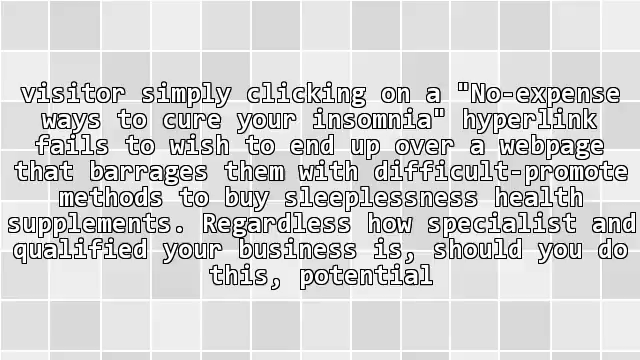 visitor simply clicking on a "No-expense
ways to cure your insomnia" hyperlink
fails to wish to end up over a webpage
that barrages them with difficult-promote
methods to buy sleeplessness health
supplements. Regardless how specialist and
qualified your business is, should you do
this, potential